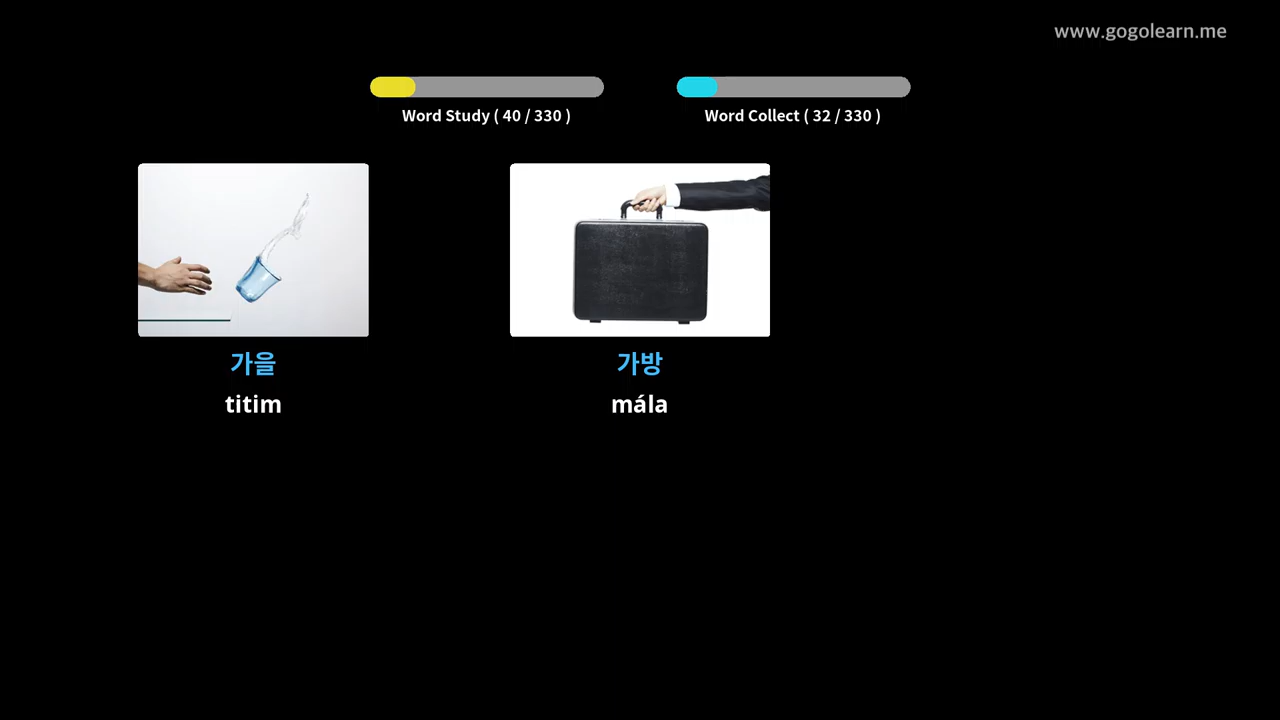 www.gogolearn.me
Word Study ( 40 / 330 )
Word Collect ( 32 / 330 )
가을
titim
가방
mála